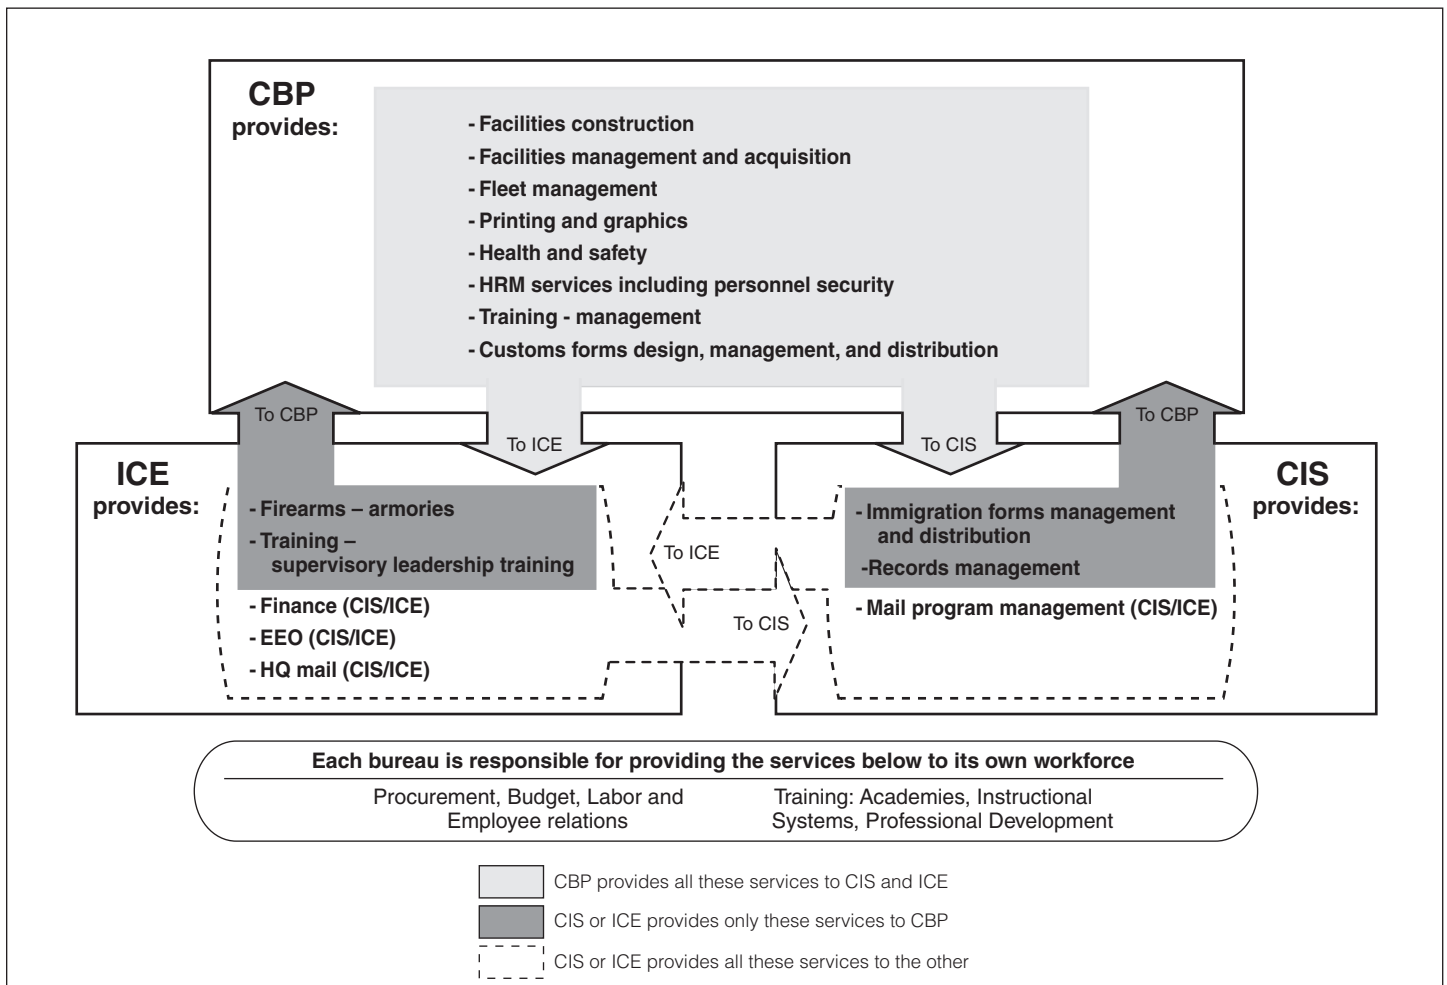 CBP
provides:
- Facilities construction
- Facilities management and acquisition
- Fleet management
- Printing and graphics
- Health and safety
- HRM services including personnel security
- Training - management
- Customs forms design, management, and distribution
To CBP
To ICE
To CIS
To CBP
ICE
provides:
- Firearms – armories
- Training –
supervisory leadership training
- Finance (CIS/ICE)
- EEO (CIS/ICE)
- HQ mail (CIS/ICE)
To ICE
To CIS
CIS
provides:
- Immigration forms management
and distribution
-Records management
- Mail program management (CIS/ICE)
Each bureau is responsible for providing the services below to its own workforce
Procurement, Budget, Labor and
Employee relations
Training: Academies, Instructional
Systems, Professional Development
CBP provides all these services to CIS and ICE
CIS or ICE provides only these services to CBP
CIS or ICE provides all these services to the other